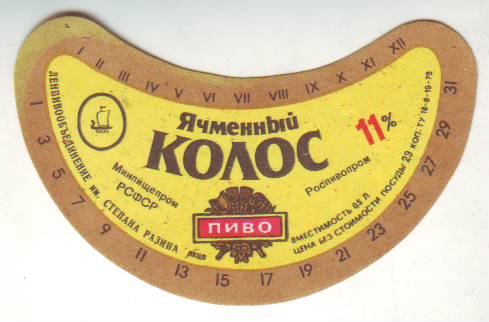 I II III IV V VI VII VIII IX X XI XII
Ячменный
КОЛОС
11%
Минпищепром
РСФСР
Роспивопром
ПИВО
ЛЕНПИВООБЪЕДИНЕНИЕ им. СТЕПАНА РАЗИНА
ВМЕСТИМОСТЬ 0,5 Л
ЦЕНА БЕЗ СТОИМОСТИ ПОСУДЫ 29 КОП. ТУ 18-6-15-79
1 3 5 7 9 11 13 15 17 19 21 23 25 27 29 31